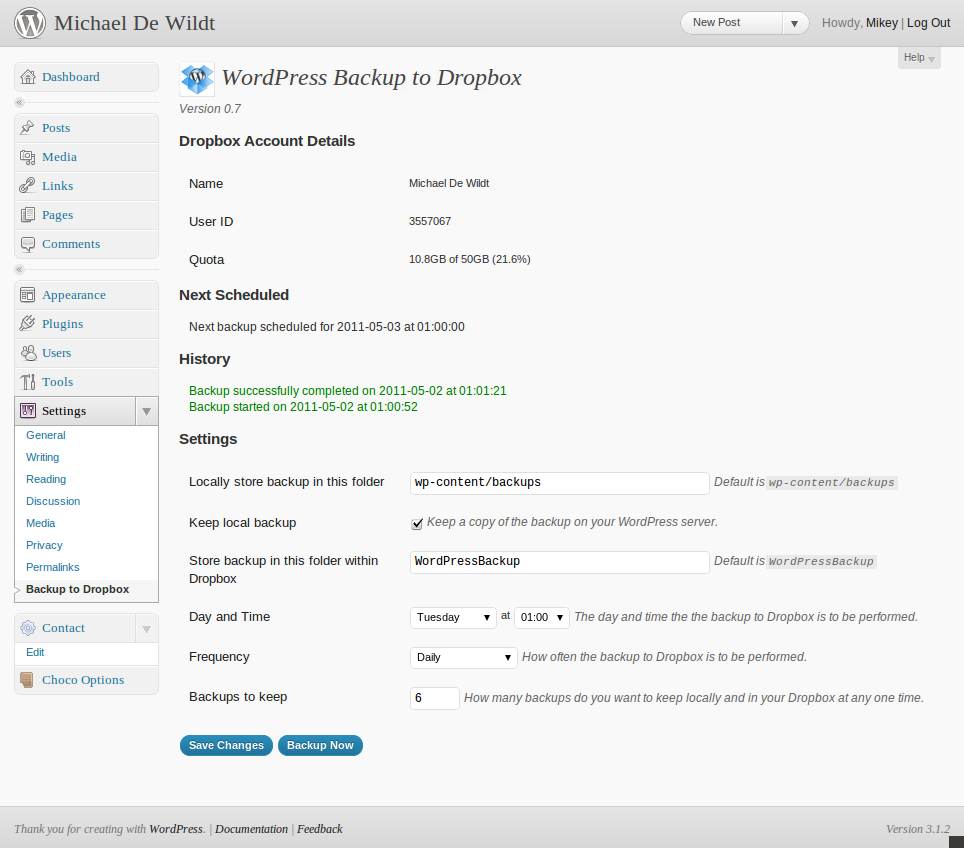 Michael De Wildt
New Post
Howdy, Mikey | Log Out
Help
Dashboard
Posts
Media
Links
Pages
Comments
Appearance
Plugins
Users
Tools
Settings
General
Writing
Reading
Discussion
Media
Privacy
Permalinks
Backup to Dropbox
Contact
Edit
Choco Options
WordPress Backup to Dropbox
Version 0.7
Dropbox Account Details
Name Michael De Wildt
User ID 3557067
Quota 10.8GB of 50GB (21.6%)
Next Scheduled
Next backup scheduled for 2011-05-03 at 01:00:00
History
Backup successfully completed on 2011-05-02 at 01:01:21
Backup started on 2011-05-02 at 01:00:52
Settings
Locally store backup in this folder wp-content/backups Default is wp-content/backups
Keep local backup Keep a copy of the backup on your WordPress server.
Store backup in this folder within
Dropbox
WordPressBackup Default is WordPressBackup
Day and Time Tuesday at 01:00 The day and time the the backup to Dropbox is to be performed.
Frequency Daily How often the backup to Dropbox is to be performed.
Backups to keep 6 How many backups do you want to keep locally and in your Dropbox at any one time.
Save Changes Backup Now
Thank you for creating with WordPress. | Documentation | Feedback
Version 3.1.2